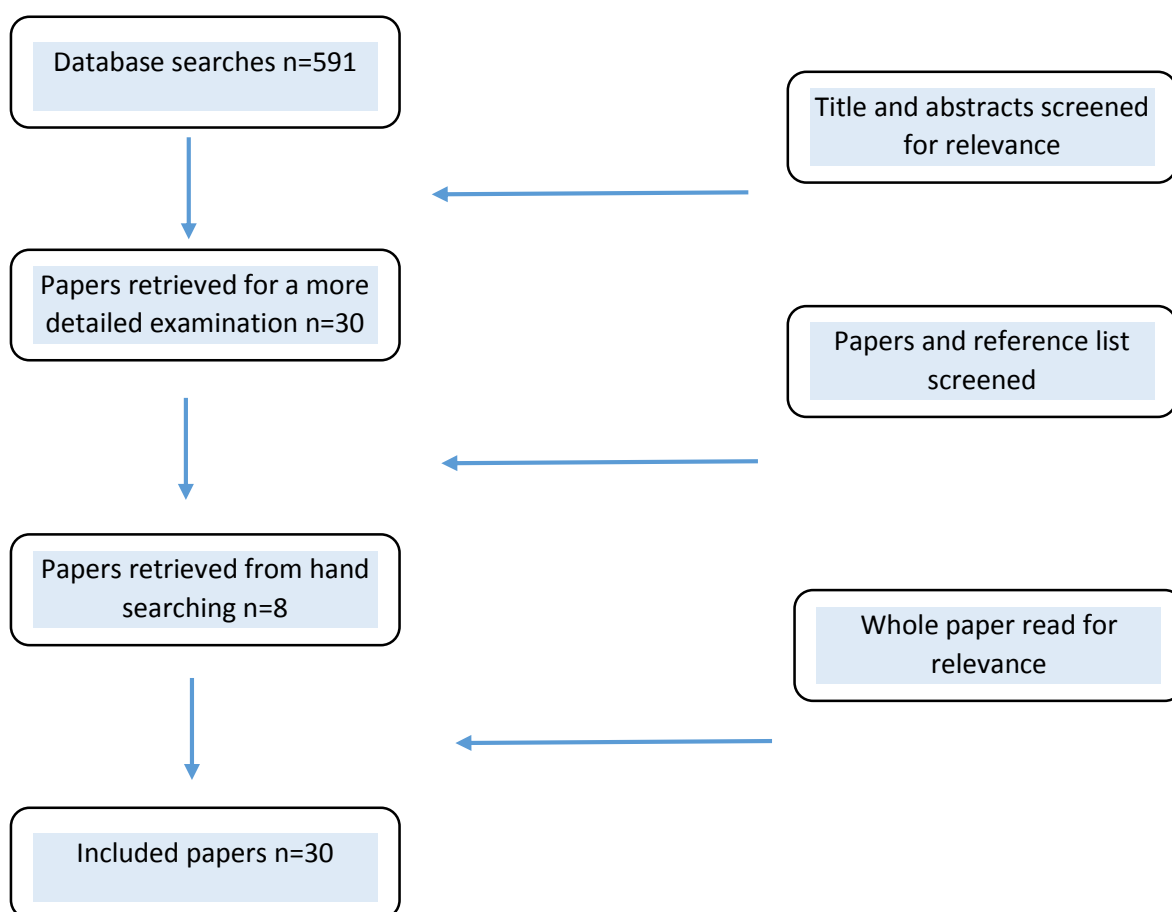 Database searches n=591
Title and abstracts screened
for relevance
Papers retrieved for a more
detailed examination n=30
Papers and reference list
screened
Papers retrieved from hand
searching n=8
Whole paper read for
relevance
Included papers n=30